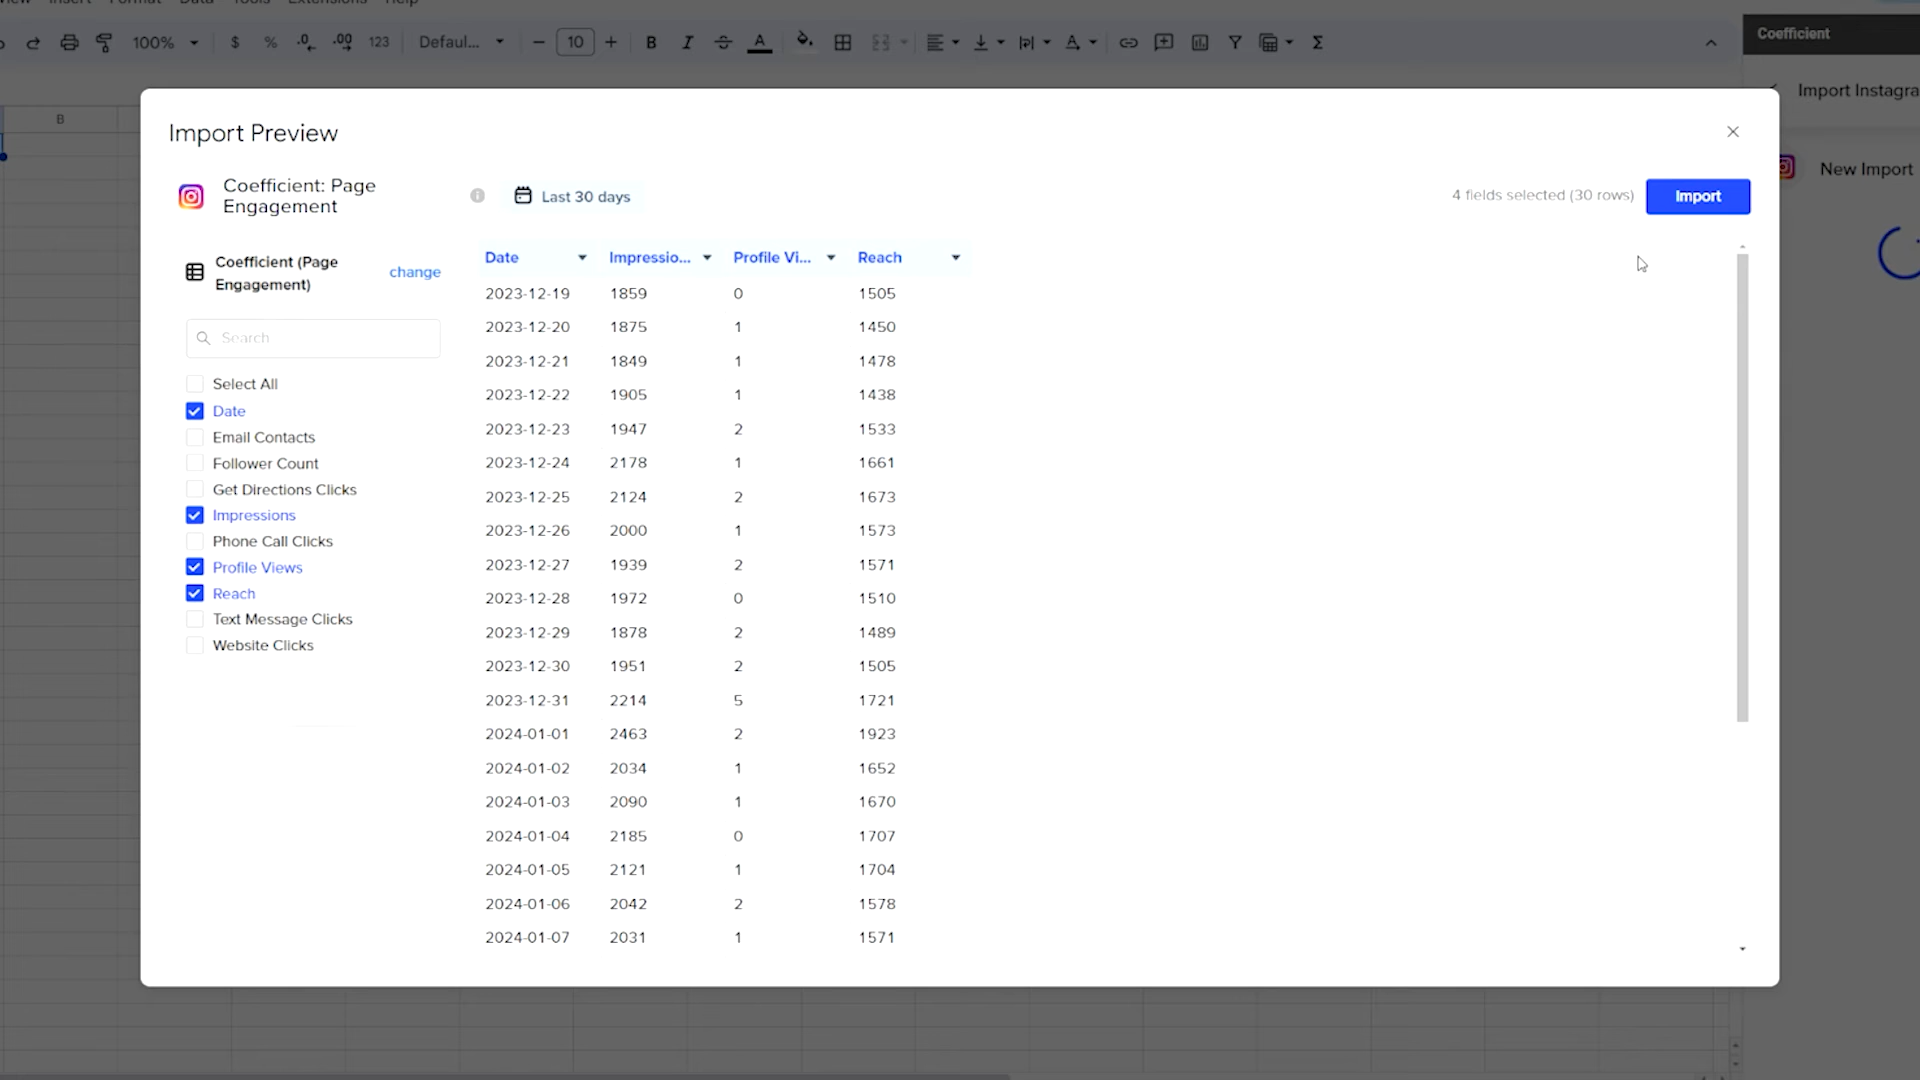 Insert Format Data Tools Extensions Help
100% $ % .0 .00 123 Defaul... 10 B I A Σ
Coefficient
Import Instagra
B
Import Preview
New Import
Coefficient: Page
Engagement
Last 30 days
4 fields selected (30 rows)
Import
Coefficient (Page
Engagement)
change
Search
Select All
Date
Email Contacts
Follower Count
Get Directions Clicks
Impressions
Phone Call Clicks
Profile Views
Reach
Text Message Clicks
Website Clicks
Date Impressio... Profile Vi... Reach
2023-12-19 1859 0 1505
2023-12-20 1875 1 1450
2023-12-21 1849 1 1478
2023-12-22 1905 1 1438
2023-12-23 1947 2 1533
2023-12-24 2178 1 1661
2023-12-25 2124 2 1673
2023-12-26 2000 1 1573
2023-12-27 1939 2 1571
2023-12-28 1972 0 1510
2023-12-29 1878 2 1489
2023-12-30 1951 2 1505
2023-12-31 2214 5 1721
2024-01-01 2463 2 1923
2024-01-02 2034 1 1652
2024-01-03 2090 1 1670
2024-01-04 2185 0 1707
2024-01-05 2121 1 1704
2024-01-06 2042 2 1578
2024-01-07 2031 1 1571